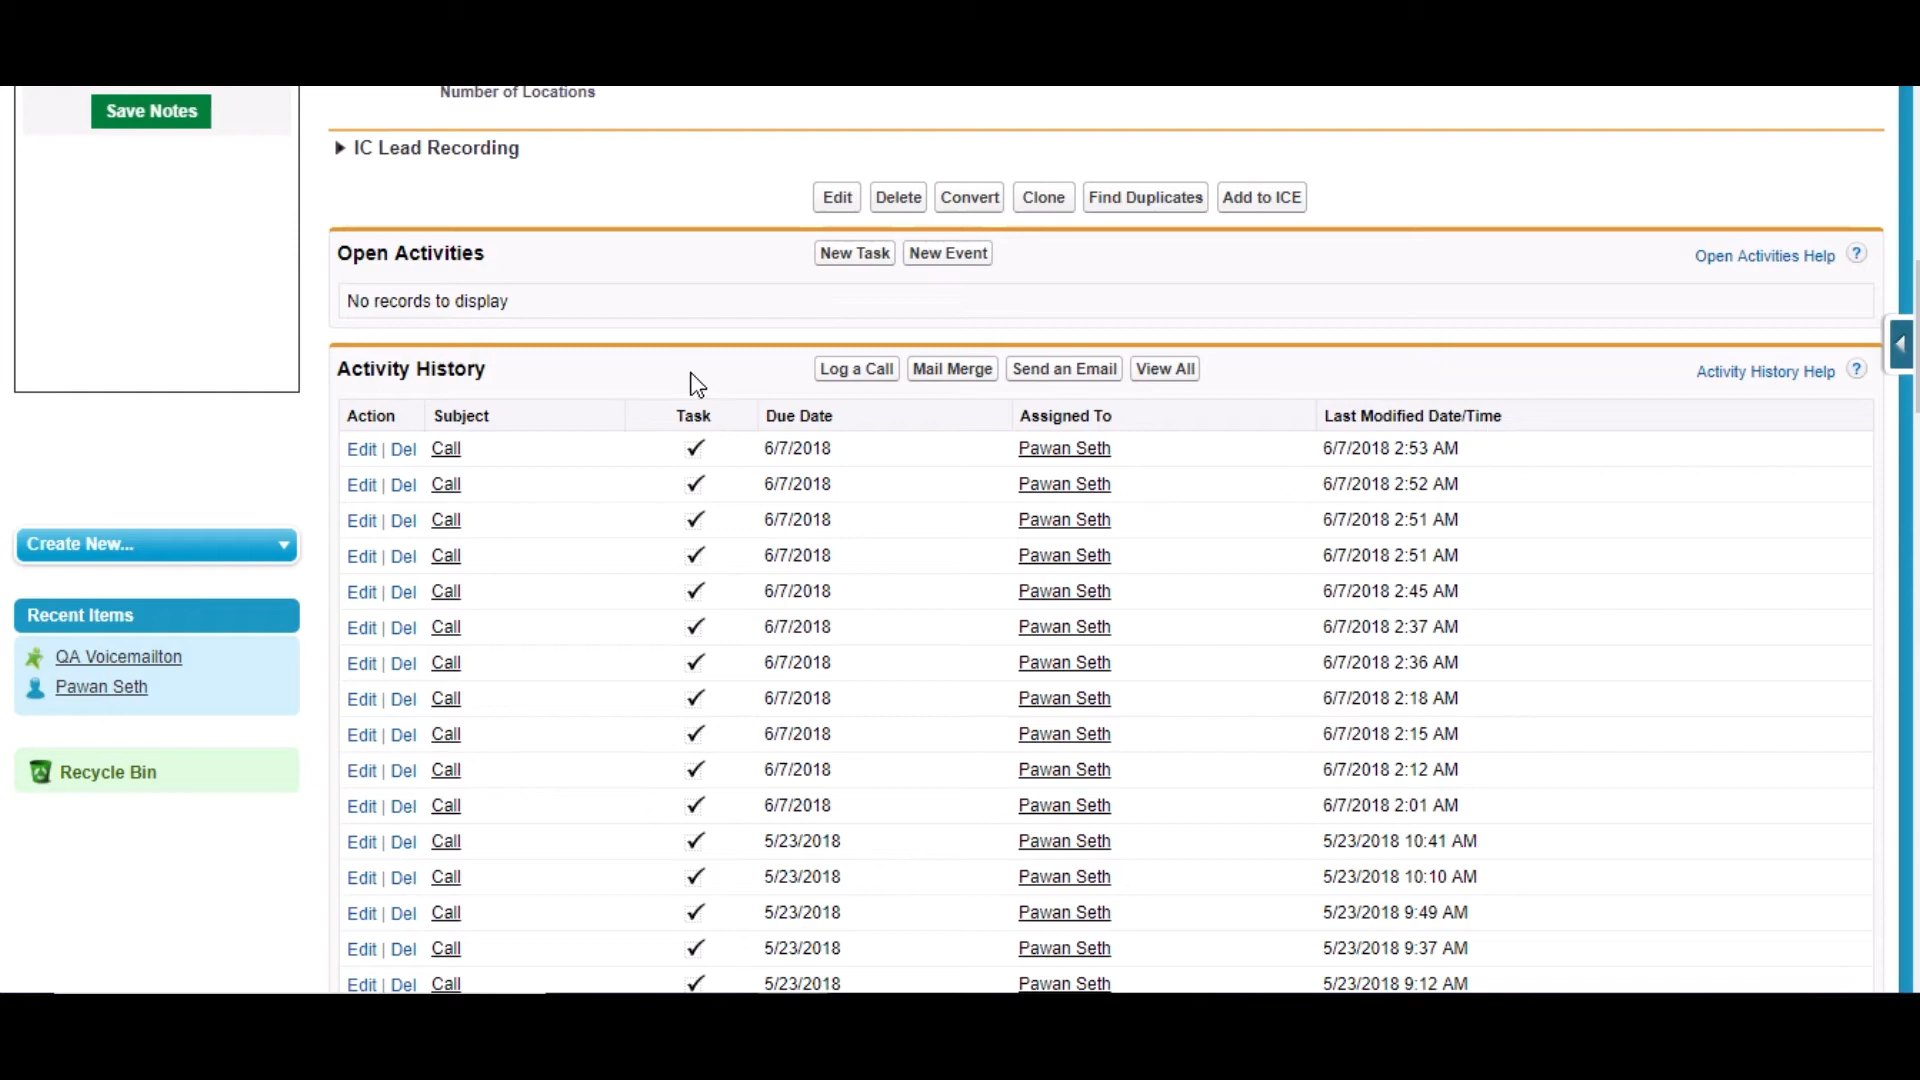 Number of Locations
Save Notes
IC Lead Recording
Edit Delete Convert Clone Find Duplicates Add to ICE
Open Activities New Task New Event Open Activities Help ?
No records to display
Activity History Log a Call Mail Merge Send an Email View All Activity History Help ?
Action Subject Task Due Date Assigned To Last Modified Date/Time
Edit | Del Call 6/7/2018 Pawan Seth 6/7/2018 2:53 AM
Edit | Del Call 6/7/2018 Pawan Seth 6/7/2018 2:52 AM
Edit | Del Call 6/7/2018 Pawan Seth 6/7/2018 2:51 AM
Edit | Del Call 6/7/2018 Pawan Seth 6/7/2018 2:51 AM
Edit | Del Call 6/7/2018 Pawan Seth 6/7/2018 2:45 AM
Edit | Del Call 6/7/2018 Pawan Seth 6/7/2018 2:37 AM
Edit | Del Call 6/7/2018 Pawan Seth 6/7/2018 2:36 AM
Edit | Del Call 6/7/2018 Pawan Seth 6/7/2018 2:18 AM
Edit | Del Call 6/7/2018 Pawan Seth 6/7/2018 2:15 AM
Edit | Del Call 6/7/2018 Pawan Seth 6/7/2018 2:12 AM
Edit | Del Call 6/7/2018 Pawan Seth 6/7/2018 2:01 AM
Edit | Del Call 5/23/2018 Pawan Seth 5/23/2018 10:41 AM
Edit | Del Call 5/23/2018 Pawan Seth 5/23/2018 10:10 AM
Edit | Del Call 5/23/2018 Pawan Seth 5/23/2018 9:49 AM
Edit | Del Call 5/23/2018 Pawan Seth 5/23/2018 9:37 AM
Edit | Del Call 5/23/2018 Pawan Seth 5/23/2018 9:12 AM
Create New...
Recent Items
QA Voicemailton
Pawan Seth
Recycle Bin